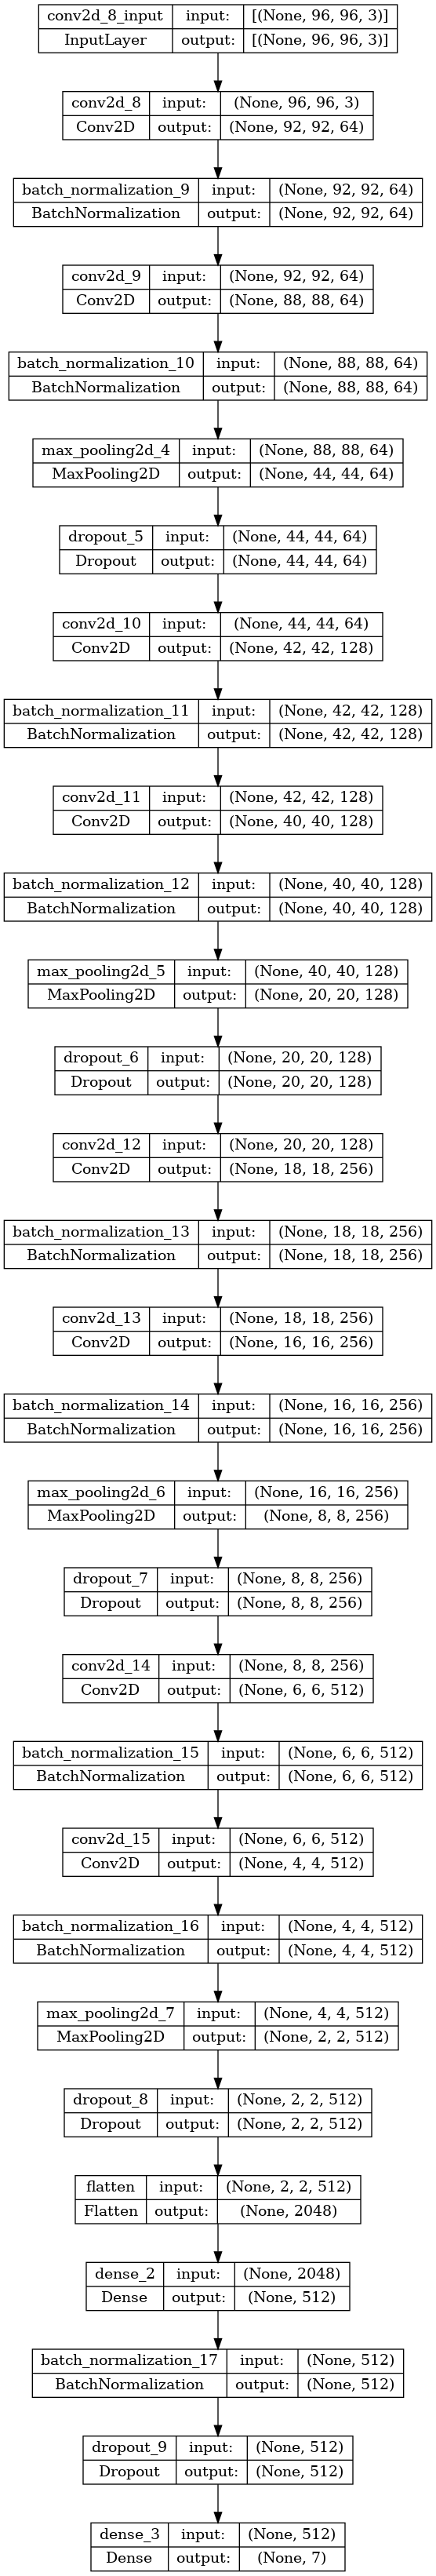 conv2d_8_input input: [(None, 96, 96, 3)]
InputLayer output: [(None, 96, 96, 3)]
conv2d_8 input: (None, 96, 96, 3)
Conv2D output: (None, 92, 92, 64)
batch_normalization_9 input: (None, 92, 92, 64)
BatchNormalization output: (None, 92, 92, 64)
conv2d_9 input: (None, 92, 92, 64)
Conv2D output: (None, 88, 88, 64)
batch_normalization_10 input: (None, 88, 88, 64)
BatchNormalization output: (None, 88, 88, 64)
max_pooling2d_4 input: (None, 88, 88, 64)
MaxPooling2D output: (None, 44, 44, 64)
dropout_5 input: (None, 44, 44, 64)
Dropout output: (None, 44, 44, 64)
conv2d_10 input: (None, 44, 44, 64)
Conv2D output: (None, 42, 42, 128)
batch_normalization_11 input: (None, 42, 42, 128)
BatchNormalization output: (None, 42, 42, 128)
conv2d_11 input: (None, 42, 42, 128)
Conv2D output: (None, 40, 40, 128)
batch_normalization_12 input: (None, 40, 40, 128)
BatchNormalization output: (None, 40, 40, 128)
max_pooling2d_5 input: (None, 40, 40, 128)
MaxPooling2D output: (None, 20, 20, 128)
dropout_6 input: (None, 20, 20, 128)
Dropout output: (None, 20, 20, 128)
conv2d_12 input: (None, 20, 20, 128)
Conv2D output: (None, 18, 18, 256)
batch_normalization_13 input: (None, 18, 18, 256)
BatchNormalization output: (None, 18, 18, 256)
conv2d_13 input: (None, 18, 18, 256)
Conv2D output: (None, 16, 16, 256)
batch_normalization_14 input: (None, 16, 16, 256)
BatchNormalization output: (None, 16, 16, 256)
max_pooling2d_6 input: (None, 16, 16, 256)
MaxPooling2D output: (None, 8, 8, 256)
dropout_7 input: (None, 8, 8, 256)
Dropout output: (None, 8, 8, 256)
conv2d_14 input: (None, 8, 8, 256)
Conv2D output: (None, 6, 6, 512)
batch_normalization_15 input: (None, 6, 6, 512)
BatchNormalization output: (None, 6, 6, 512)
conv2d_15 input: (None, 6, 6, 512)
Conv2D output: (None, 4, 4, 512)
batch_normalization_16 input: (None, 4, 4, 512)
BatchNormalization output: (None, 4, 4, 512)
max_pooling2d_7 input: (None, 4, 4, 512)
MaxPooling2D output: (None, 2, 2, 512)
dropout_8 input: (None, 2, 2, 512)
Dropout output: (None, 2, 2, 512)
flatten input: (None, 2, 2, 512)
Flatten output: (None, 2048)
dense_2 input: (None, 2048)
Dense output: (None, 512)
batch_normalization_17 input: (None, 512)
BatchNormalization output: (None, 512)
dropout_9 input: (None, 512)
Dropout output: (None, 512)
dense_3 input: (None, 512)
Dense output: (None, 7)